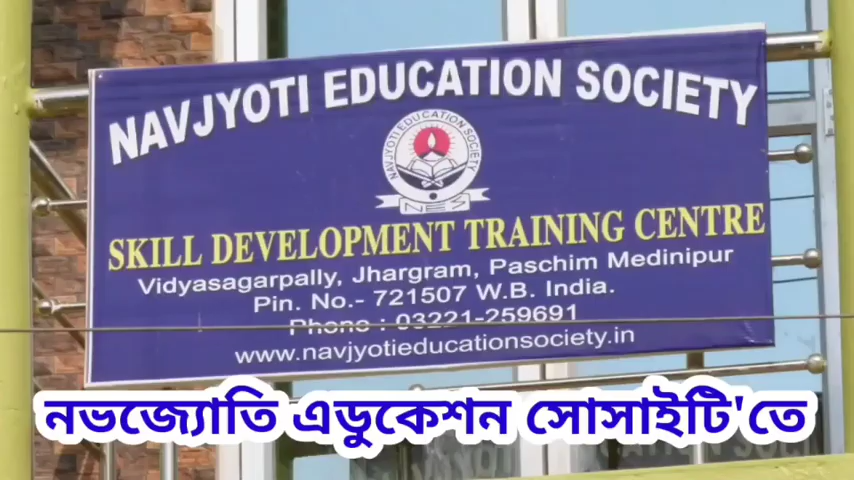 NAVJYOTI EDUCATION SOCIETY
NAVJYOTI EDUCATION SOCIETY
NES
SKILL DEVELOPMENT TRAINING CENTRE
Vidyasagarpally, Jhargram, Paschim Medinipur
Pin. No.- 721507 W.B. India.
Phone : 03221-259691
www.navjyotieducationsociety.in
নভজ্যোতি এডুকেশন সোসাইটি'তে